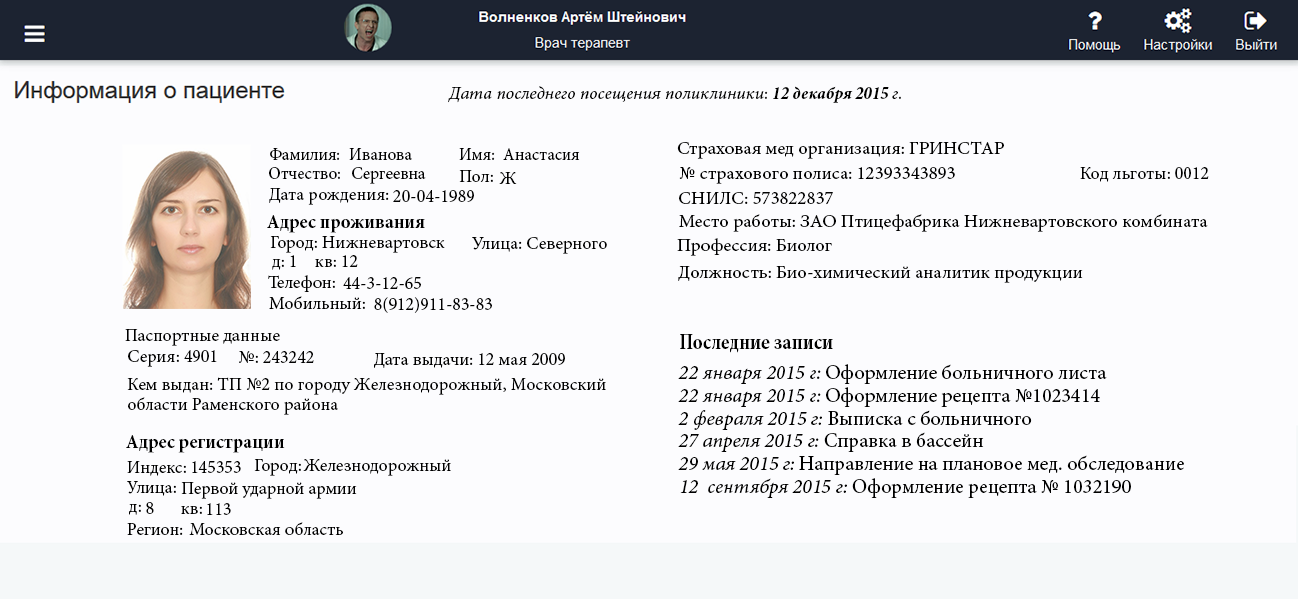 Волненков Артём Штейнович
Врач терапевт
Помощь Настройки Выйти
Информация о пациенте
Дата последнего посещения поликлиники: 12 декабря 2015 г.
Фамилия: Иванова Имя: Анастасия
Отчество: Сергеевна Пол: Ж
Дата рождения: 20-04-1989
Адрес проживания
Город: Нижневартовск Улица: Северного
д: 1 кв: 12
Телефон: 44-3-12-65
Мобильный: 8(912)911-83-83
Паспортные данные
Серия: 4901 №: 243242 Дата выдачи: 12 мая 2009
Кем выдан: ТП №2 по городу Железнодорожный, Московский
области Раменского района
Адрес регистрации
Индекс: 145353 Город: Железнодорожный
Улица: Первой ударной армии
д: 8 кв: 113
Регион: Московская область
Страховая мед организация: ГРИНСТАР
№ страхового полиса: 12393343893 Код льготы: 0012
СНИЛС: 573822837
Место работы: ЗАО Птицефабрика Нижневартовского комбината
Профессия: Биолог
Должность: Био-химический аналитик продукции
Последние записи
22 января 2015 г: Оформление больничного листа
22 января 2015 г: Оформление рецепта №1023414
2 февраля 2015 г: Выписка с больничного
27 апреля 2015 г: Справка в бассейн
29 мая 2015 г: Направление на плановое мед. обследование
12 сентября 2015 г: Оформление рецепта № 1032190